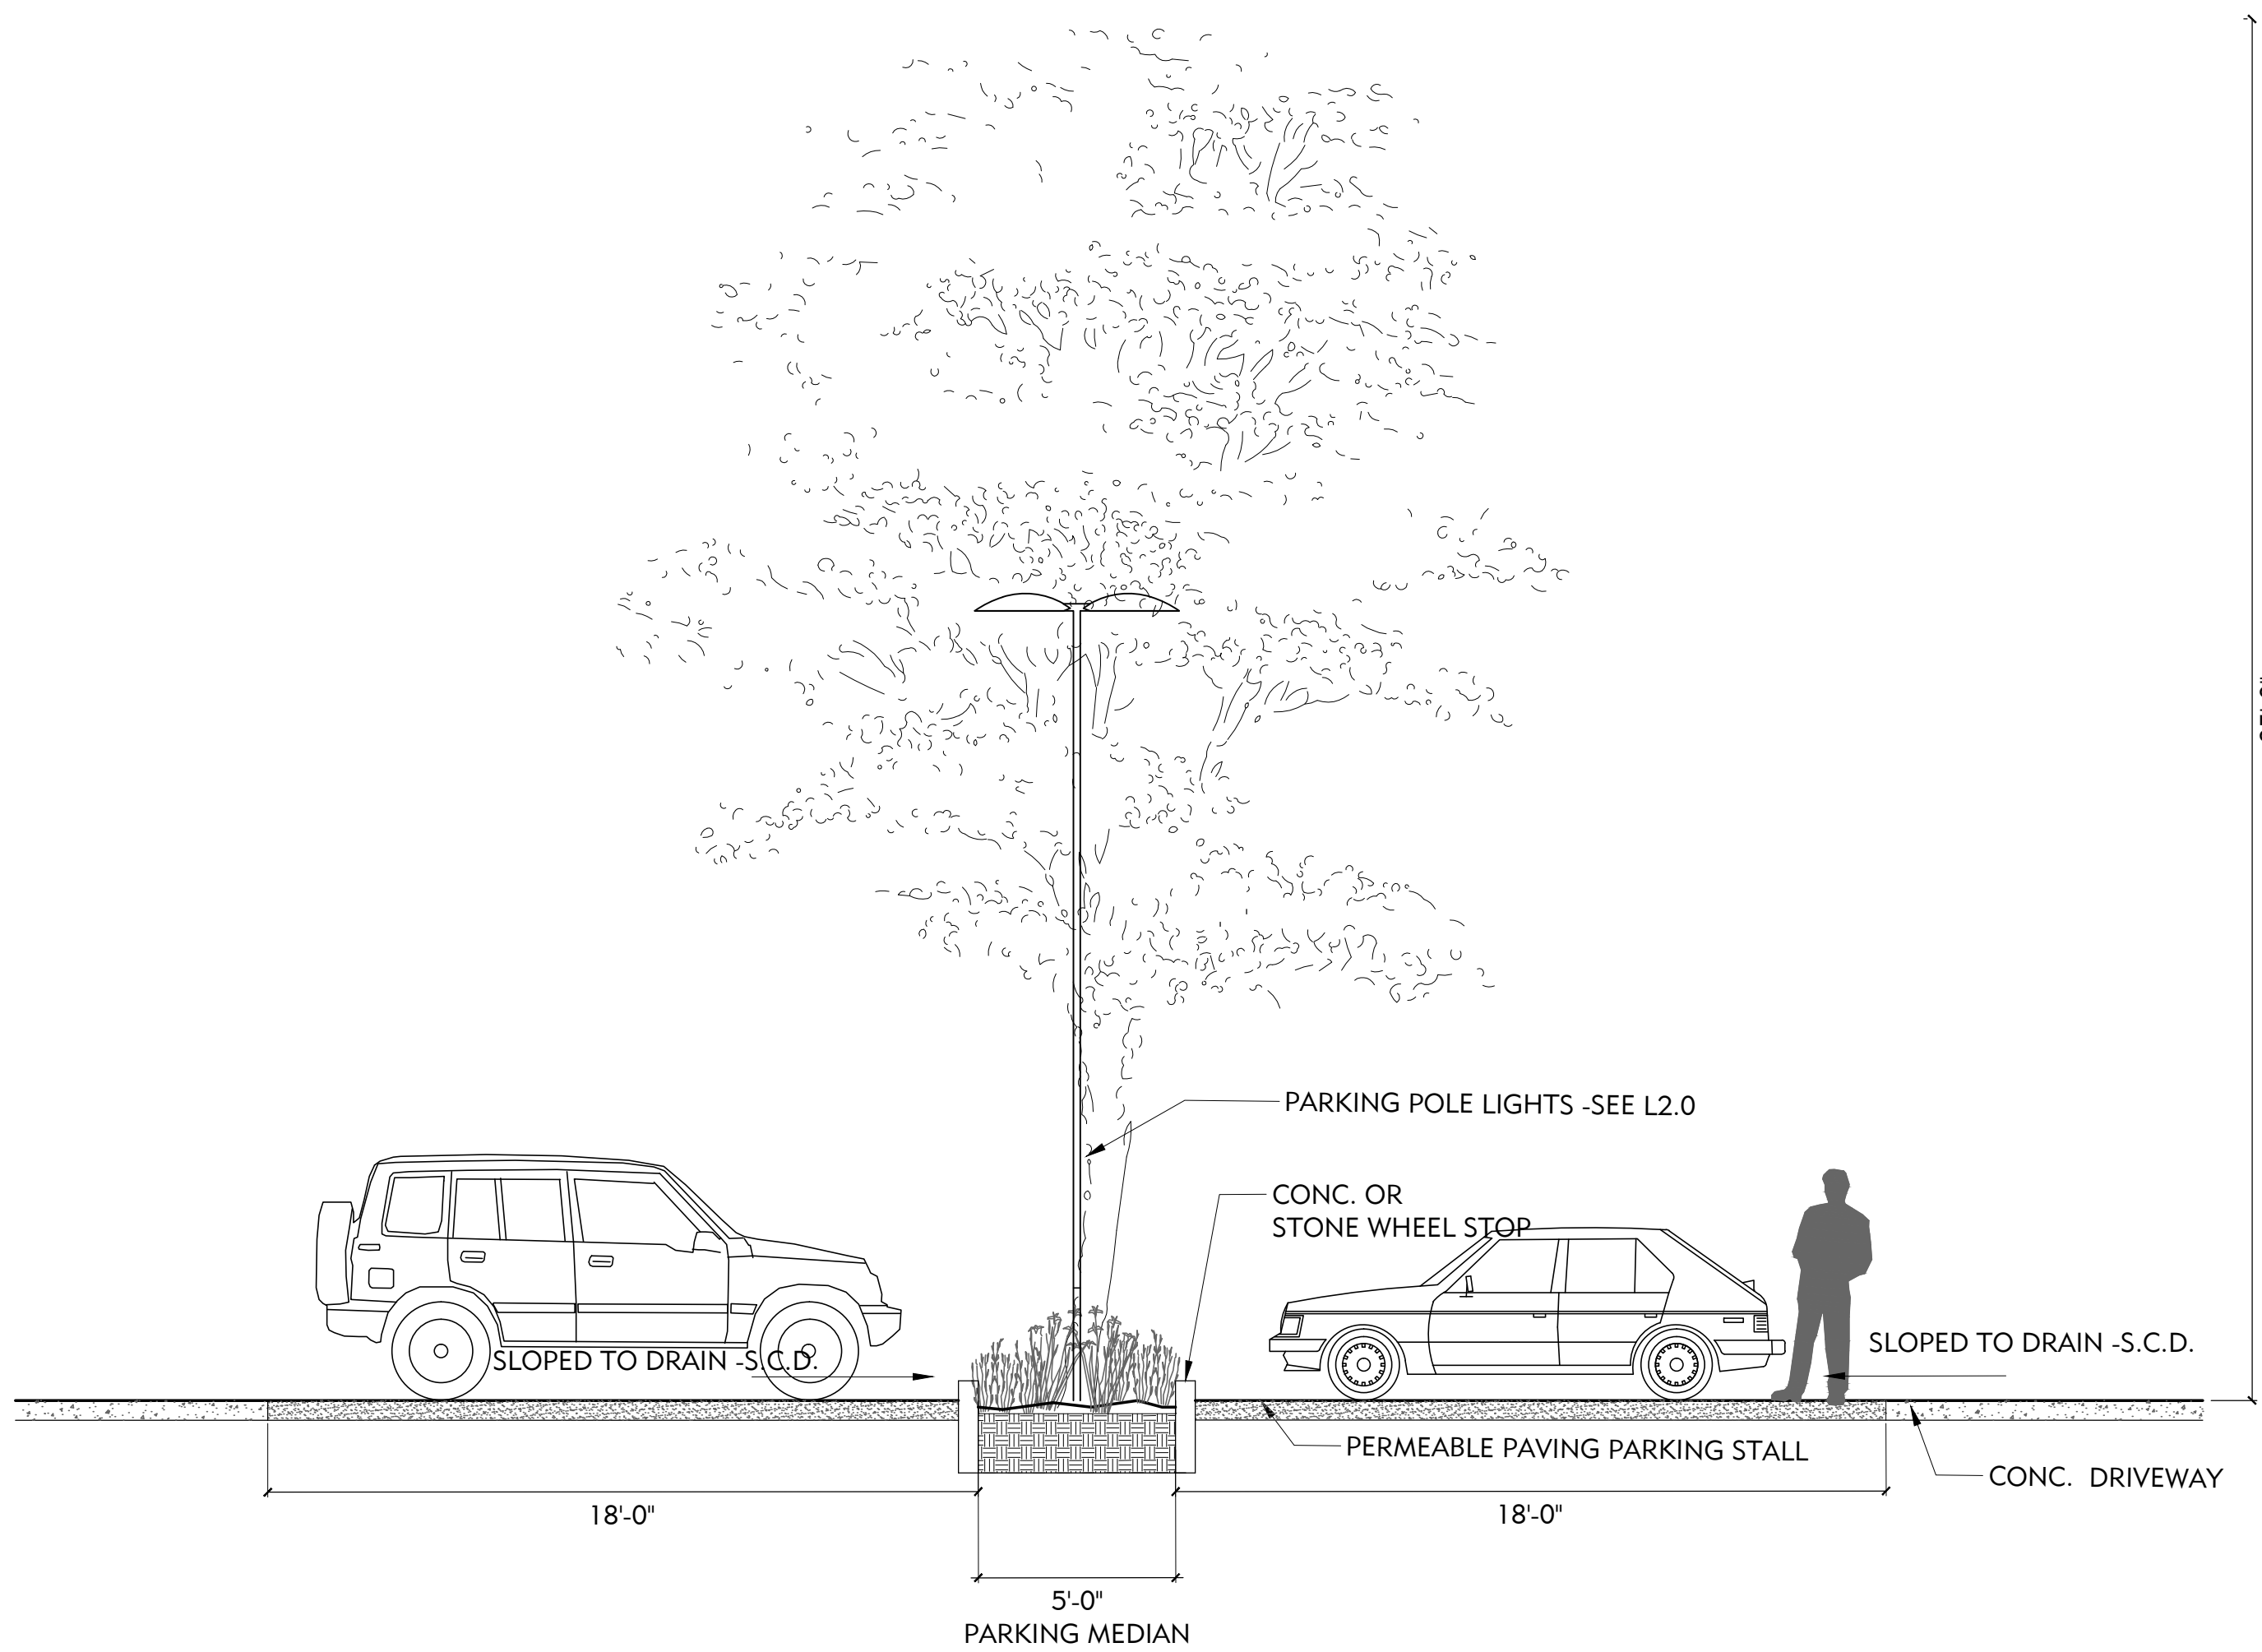 PARKING POLE LIGHTS -SEE L2.0
CONC. OR
STONE WHEEL STOP
SLOPED TO DRAIN -S.C.D.
SLOPED TO DRAIN -S.C.D.
PERMEABLE PAVING PARKING STALL
CONC. DRIVEWAY
18'-0"
18'-0"
5'-0"
PARKING MEDIAN